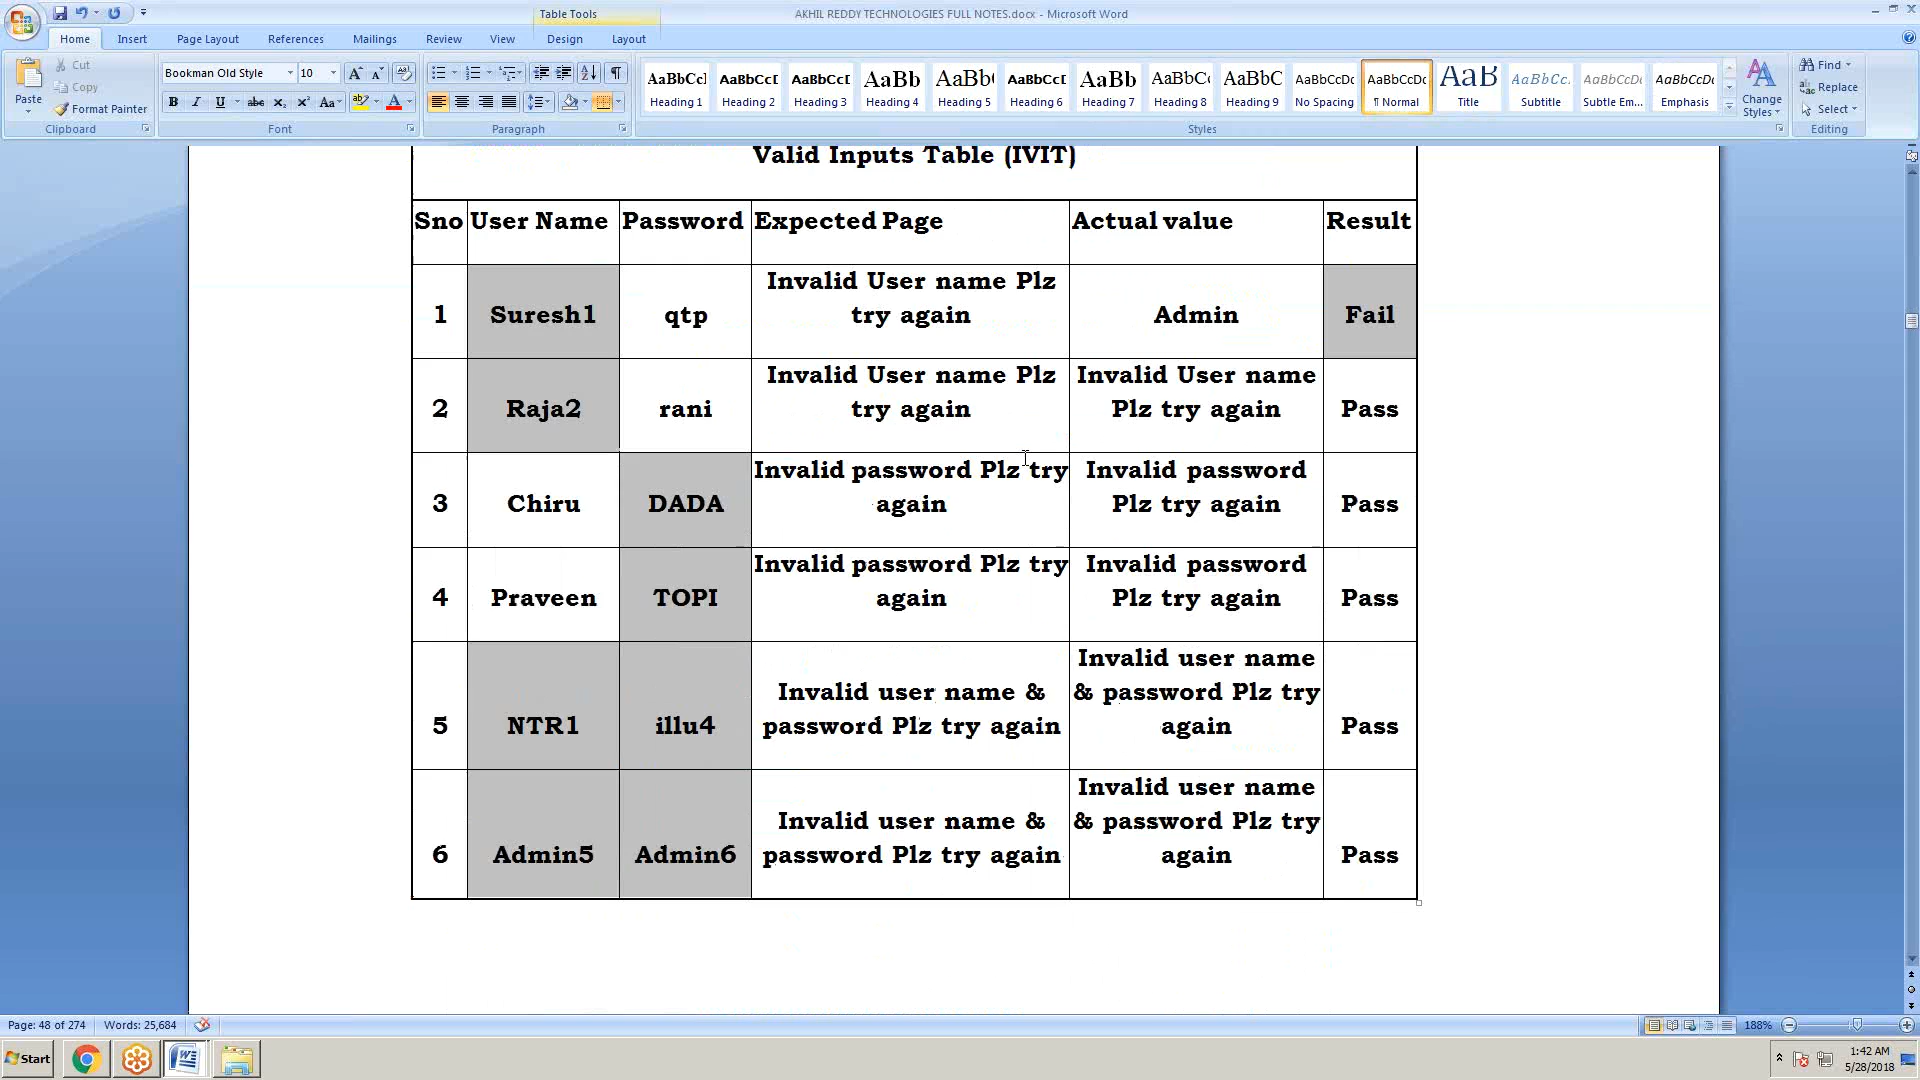 Table Tools
AKHIL REDDY TECHNOLOGIES FULL NOTES.docx - Microsoft Word
Home Insert Page Layout References Mailings Review View Design Layout
Paste
Cut
Copy
Format Painter
Clipboard
Bookman Old Style 10
Font
Paragraph
AaBbCcI AaBbCcD AaBbCcD AaBb AaBb( AaBbCcD AaBb AaBbC AaBbC AaBbCcDc AaBbCcDc AaB AaBbCc. AaBbCcD AaBbCcD
Heading 1 Heading 2 Heading 3 Heading 4 Heading 5 Heading 6 Heading 7 Heading 8 Heading 9 No Spacing ¶ Normal Title Subtitle Subtle Em... Emphasis
Change
Styles
Styles
Find
Replace
Select
Editing
Valid Inputs Table (IVIT)
Sno User Name Password Expected Page Actual value Result
1 Suresh1 qtp Invalid User name Plz
try again Admin Fail
2 Raja2 rani Invalid User name Plz
try again Invalid User name
Plz try again Pass
3 Chiru DADA Invalid password Plz try
again Invalid password
Plz try again Pass
4 Praveen TOPI Invalid password Plz try
again Invalid password
Plz try again Pass
5 NTR1 illu4 Invalid user name &
password Plz try again Invalid user name
& password Plz try
again Pass
6 Admin5 Admin6 Invalid user name &
password Plz try again Invalid user name
& password Plz try
again Pass
Page: 48 of 274 Words: 25,684 188%
Start
1:42 AM
5/28/2018